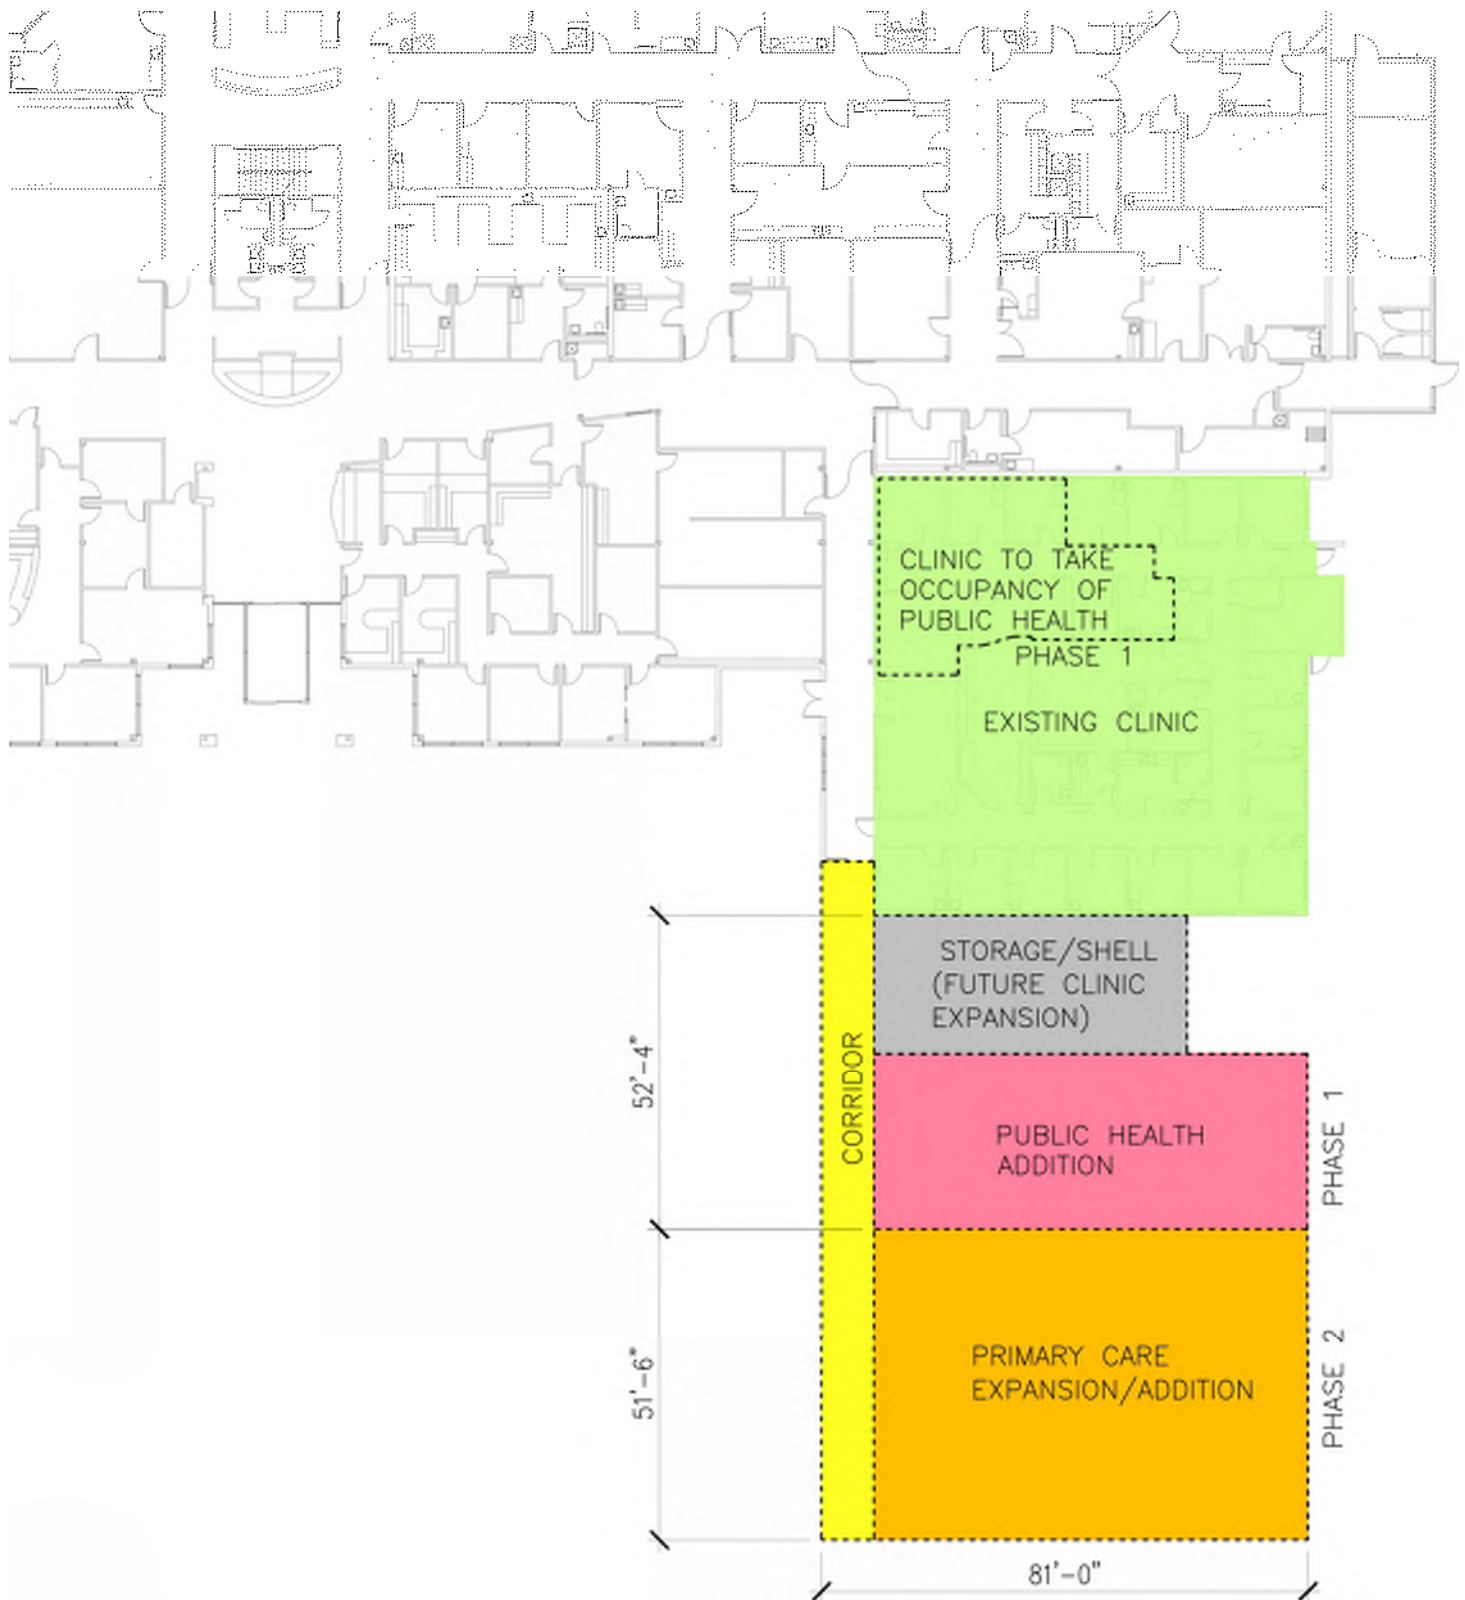 CLINIC TO TAKE
OCCUPANCY OF
PUBLIC HEALTH
PHASE 1
EXISTING CLINIC
STORAGE/SHELL
(FUTURE CLINIC
EXPANSION)
52'-4"
CORRIDOR
PUBLIC HEALTH
ADDITION
PHASE 1
51'-6"
PRIMARY CARE
EXPANSION/ADDITION
PHASE 2
81'-0"